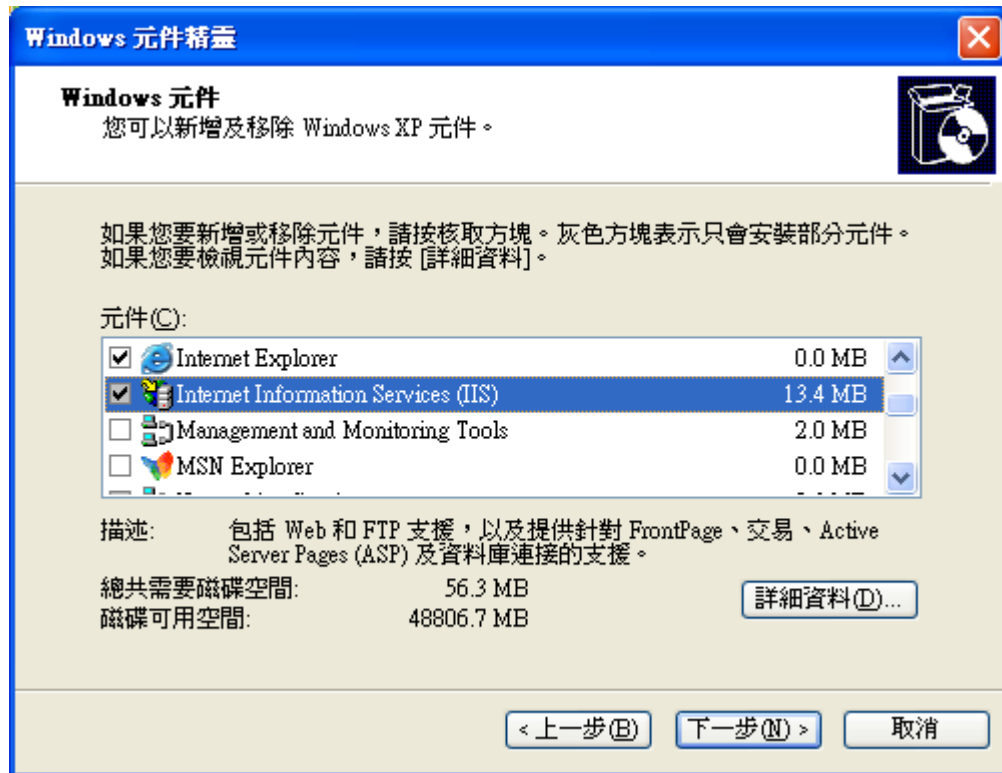 Windows 元件精靈
Windows 元件
您可以新增及移除 Windows XP 元件。
如果您要新增或移除元件，請按核取方塊。灰色方塊表示只會安裝部分元件。
如果您要檢視元件內容，請按 [詳細資料]。
元件(C):
Internet Explorer 0.0 MB
Internet Information Services (IIS) 13.4 MB
Management and Monitoring Tools 2.0 MB
MSN Explorer 0.0 MB
描述: 包括 Web 和 FTP 支援，以及提供針對 FrontPage、交易、Active
Server Pages (ASP) 及資料庫連接的支援。
總共需要磁碟空間: 56.3 MB
磁碟可用空間: 48806.7 MB
詳細資料(D)...
<上一步(B) 下一步(N)> 取消